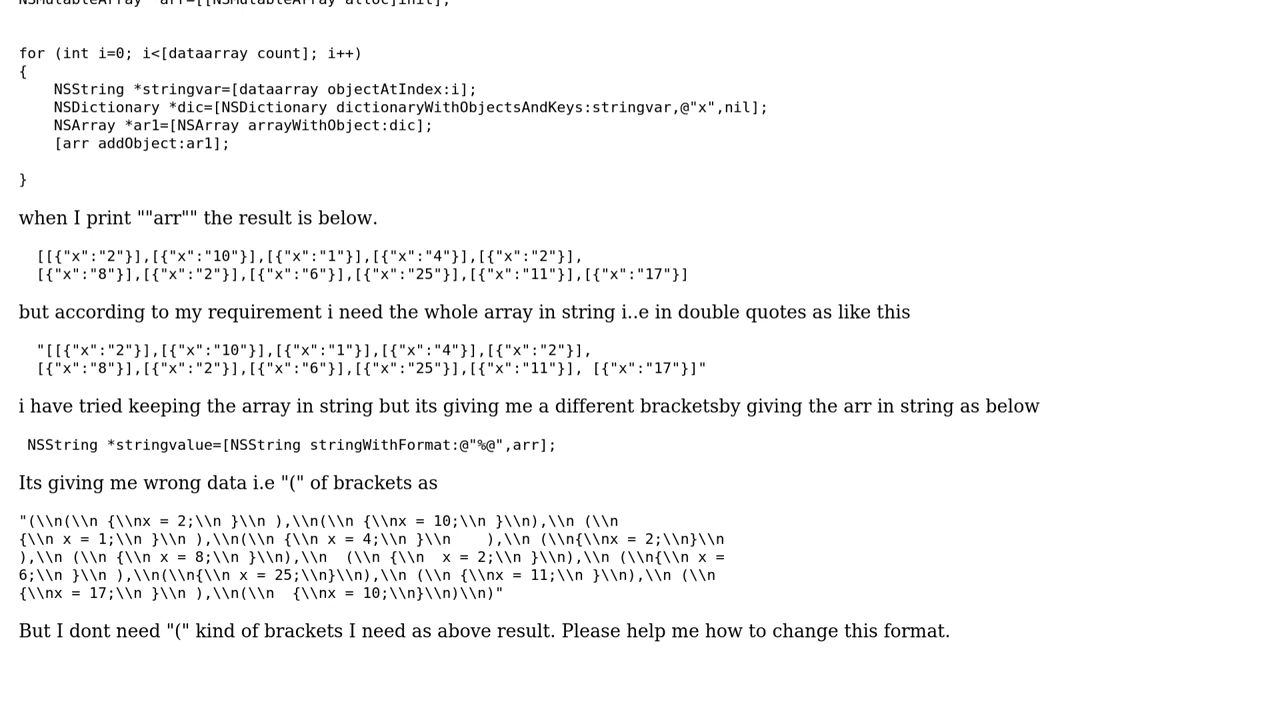 NSMutableArray *arr=[[NSMutableArray alloc]init];
for (int i=0; i<[dataarray count]; i++)
{
    NSString *stringvar=[dataarray objectAtIndex:i];
    NSDictionary *dic=[NSDictionary dictionaryWithObjectsAndKeys:stringvar,@"x",nil];
    NSArray *ar1=[NSArray arrayWithObject:dic];
    [arr addObject:ar1];
}
when I print ""arr"" the result is below.
  [[{"x":"2"}],[{"x":"10"}],[{"x":"1"}],[{"x":"4"}],[{"x":"2"}],
  [{"x":"8"}],[{"x":"2"}],[{"x":"6"}],[{"x":"25"}],[{"x":"11"}],[{"x":"17"}]
but according to my requirement i need the whole array in string i..e in double quotes as like this
  "[[{"x":"2"}],[{"x":"10"}],[{"x":"1"}],[{"x":"4"}],[{"x":"2"}],
  [{"x":"8"}],[{"x":"2"}],[{"x":"6"}],[{"x":"25"}],[{"x":"11"}], [{"x":"17"}]"
i have tried keeping the array in string but its giving me a different bracketsby giving the arr in string as below
 NSString *stringvalue=[NSString stringWithFormat:@"%@",arr];
Its giving me wrong data i.e "(" of brackets as
"(\\n(\\n {\\nx = 2;\\n }\\n ),\\n(\\n {\\nx = 10;\\n }\\n),\\n (\\n
{\\n x = 1;\\n }\\n ),\\n(\\n {\\n x = 4;\\n }\\n    ),\\n (\\n{\\nx = 2;\\n}\\n
),\\n (\\n {\\n x = 8;\\n }\\n),\\n  (\\n {\\n  x = 2;\\n }\\n),\\n (\\n{\\n x =
6;\\n }\\n ),\\n(\\n{\\n x = 25;\\n}\\n),\\n (\\n {\\nx = 11;\\n }\\n),\\n (\\n
{\\nx = 17;\\n }\\n ),\\n(\\n  {\\nx = 10;\\n}\\n)\\n)"
But I dont need "(" kind of brackets I need as above result. Please help me how to change this format.